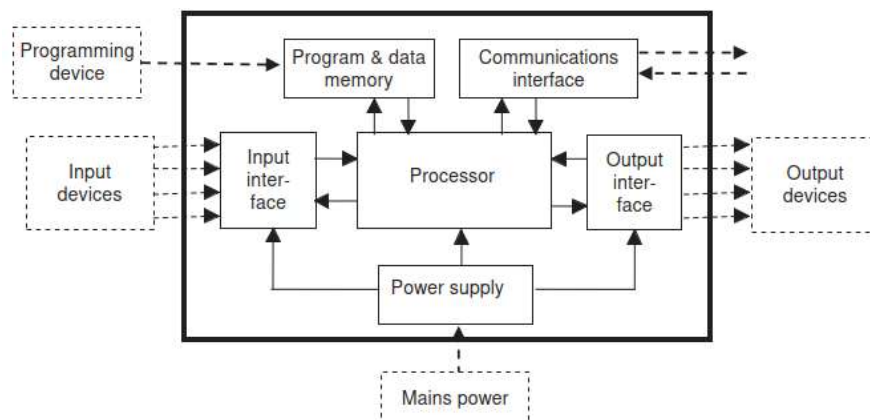 Programming
device
Program & data
memory
Communications
interface
Input
devices
Input
inter-
face
Processor
Output
inter-
face
Output
devices
Power supply
Mains power